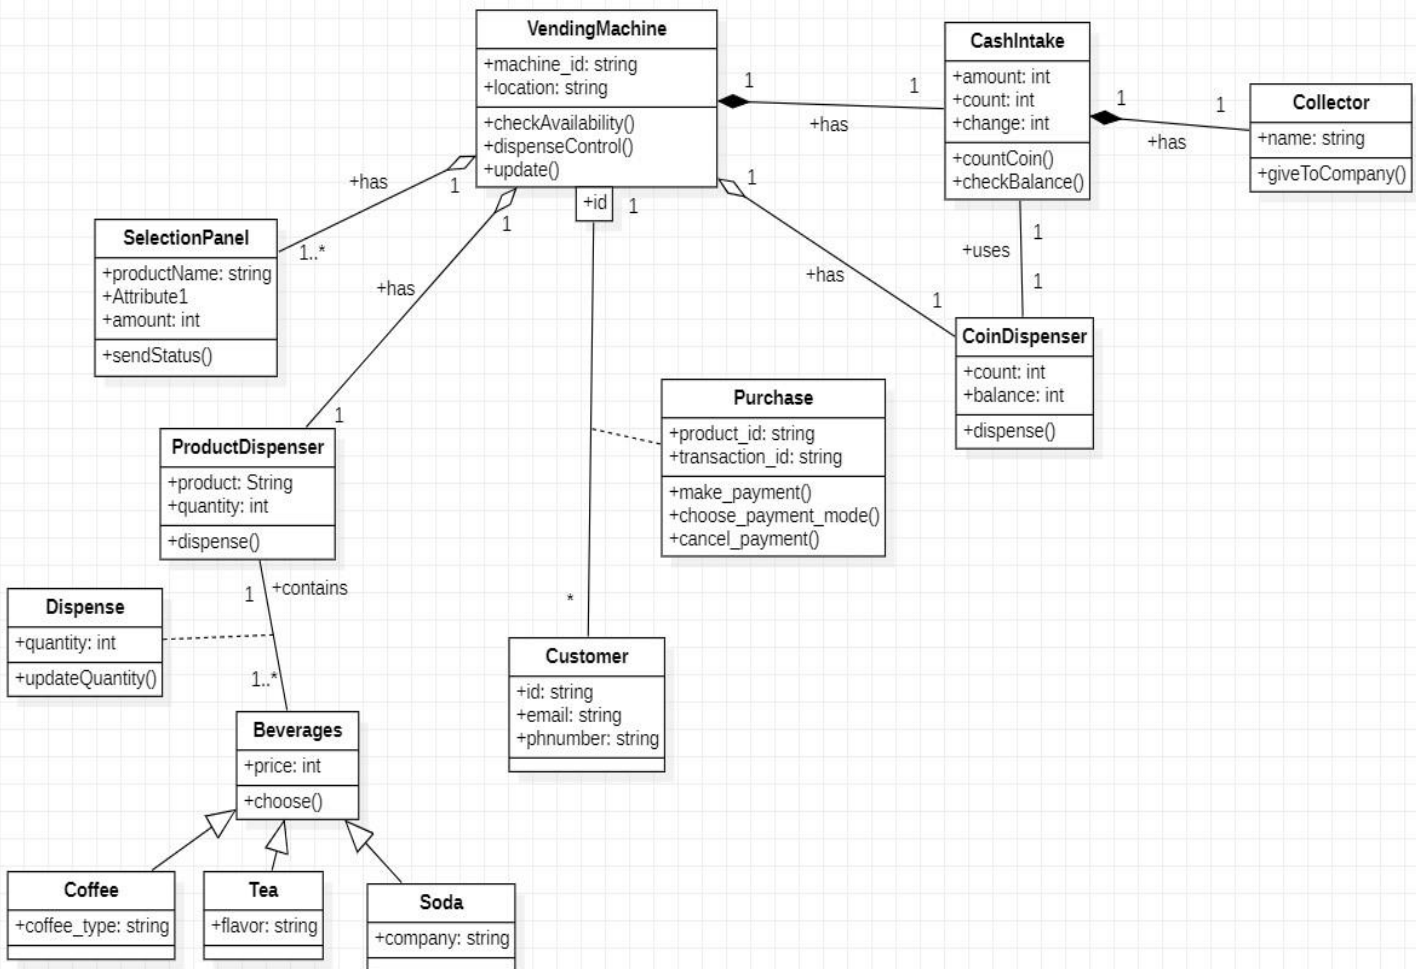 VendingMachine
+machine_id: string
+location: string
+checkAvailability()
+dispenseControl()
+update()
+id
1
1
1
+has
CashIntake
+amount: int
+count: int
+change: int
+countCoin()
+checkBalance()
1
1
+has
Collector
+name: string
+giveToCompany()
+has
1
1..*
SelectionPanel
+productName: string
+Attribute1
+amount: int
+sendStatus()
1
+has
1
1
+has
1
1
+uses
1
CoinDispenser
+count: int
+balance: int
+dispense()
Purchase
+product_id: string
+transaction_id: string
+make_payment()
+choose_payment_mode()
+cancel_payment()
ProductDispenser
+product: String
+quantity: int
+dispense()
1
+contains
1..*
Dispense
+quantity: int
+updateQuantity()
*
Customer
+id: string
+email: string
+phnumber: string
Beverages
+price: int
+choose()
Coffee
+coffee_type: string
Tea
+flavor: string
Soda
+company: string